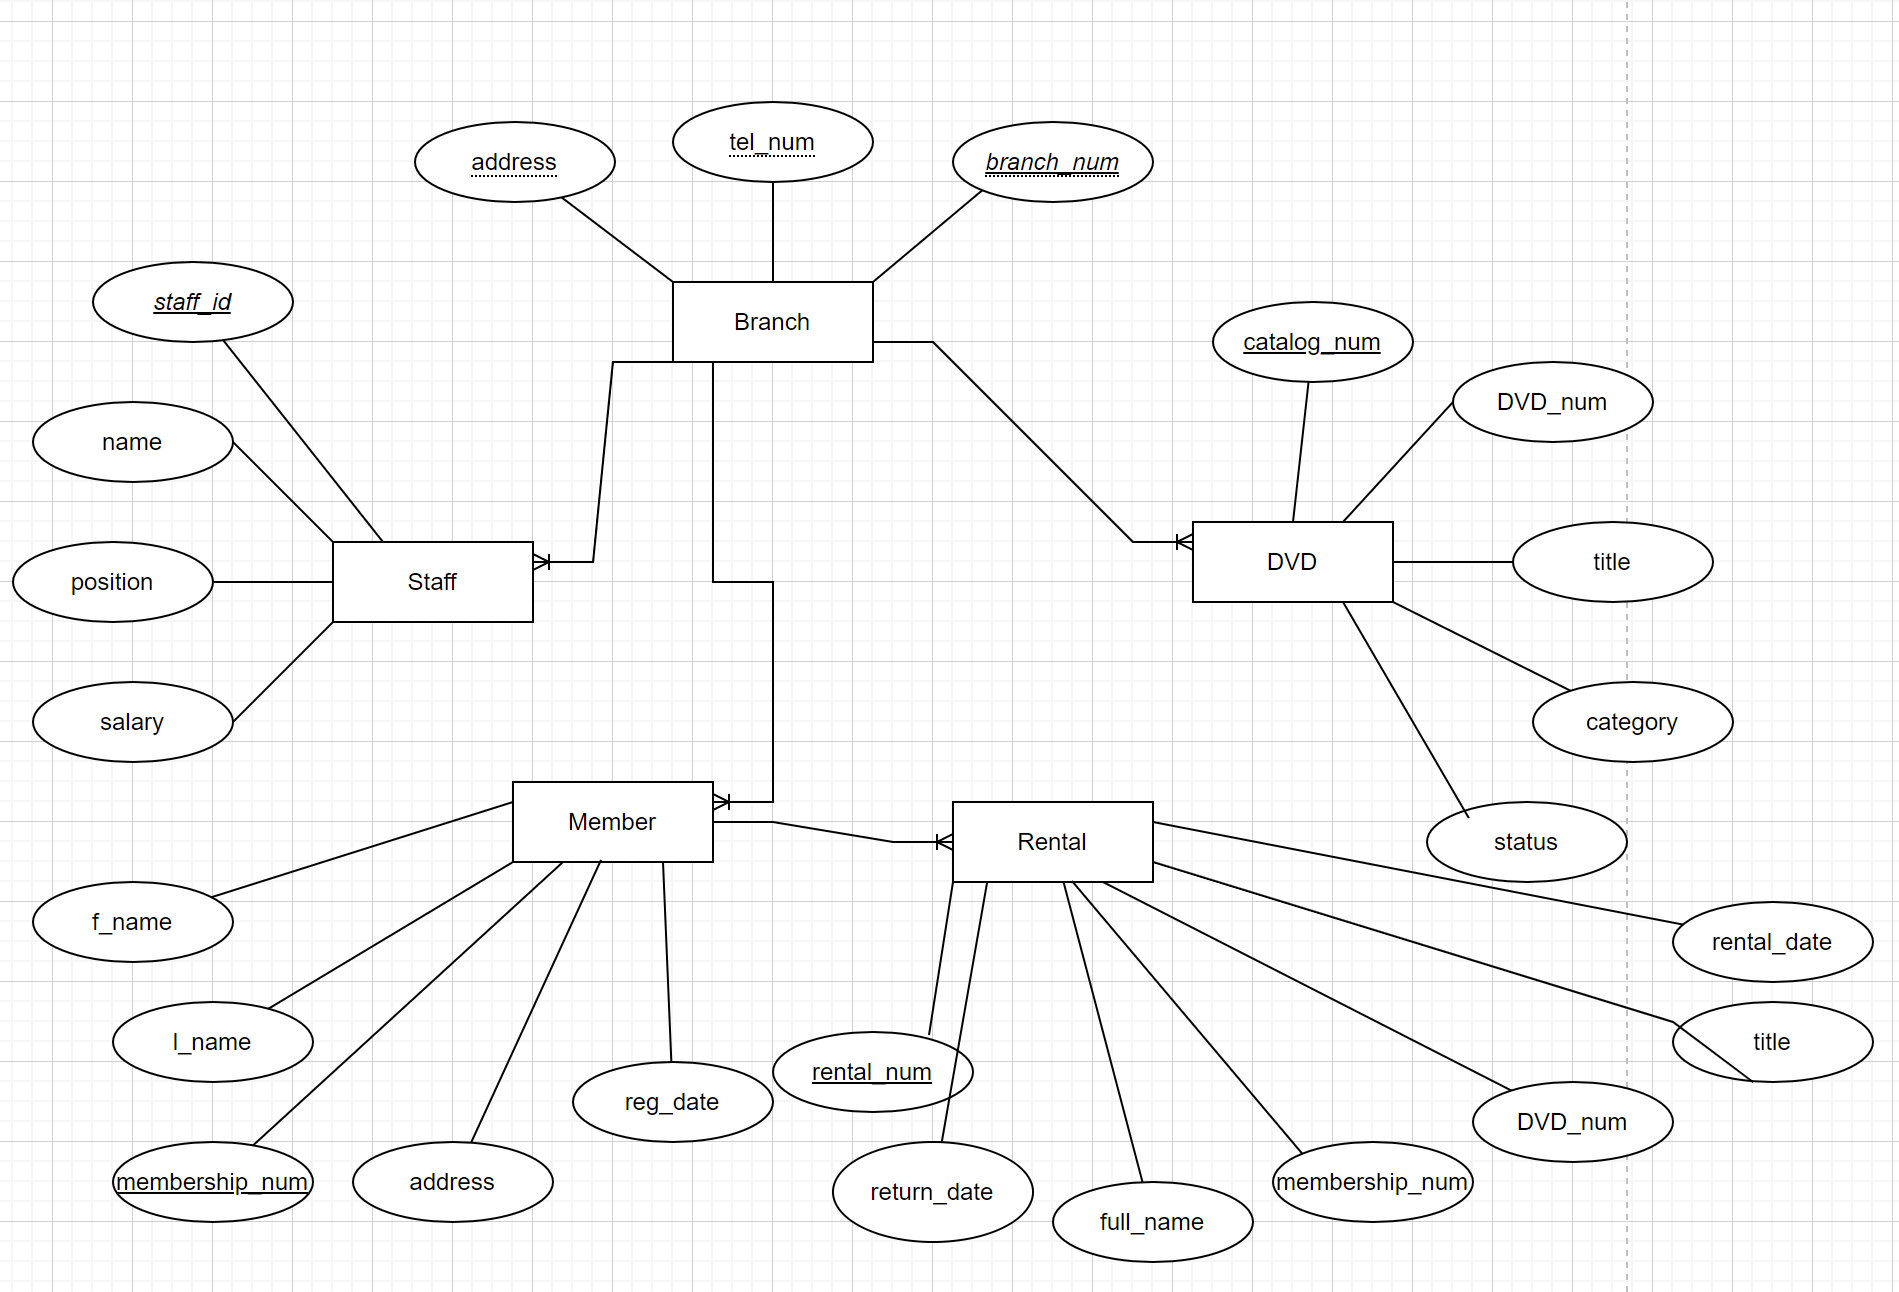 tel_num
address
branch_num
staff_id
Branch
catalog_num
DVD_num
name
DVD
title
position
Staff
salary
category
Member
Rental
status
f_name
rental_date
l_name
title
rental_num
reg_date
DVD_num
membership_num
address
return_date
membership_num
full_name